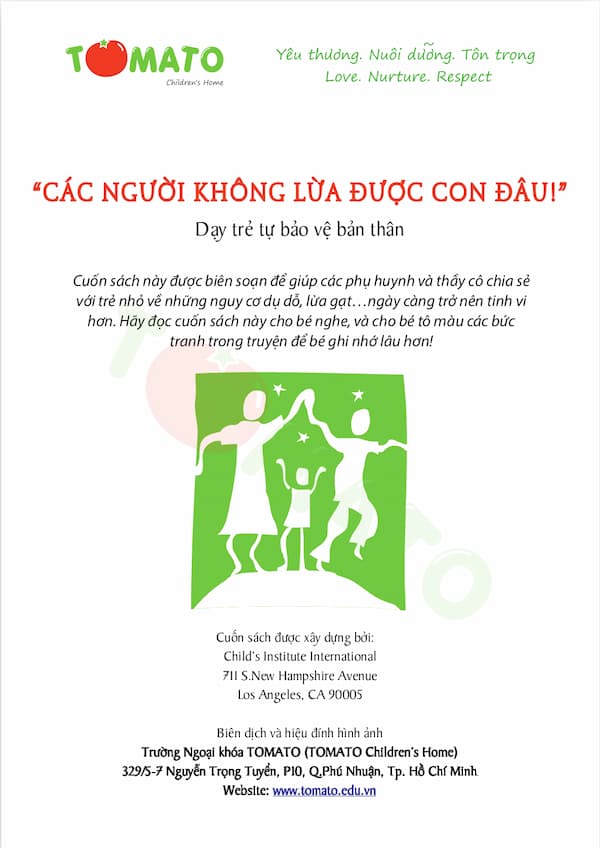 TOMATO
Children's Home
Yêu thương. Nuôi dưỡng. Tôn trọng
Love. Nurture. Respect
“CÁC NGƯỜI KHÔNG LỪA ĐƯỢC CON ĐÂU!”
Dạy trẻ tự bảo vệ bản thân
Cuốn sách này được biên soạn để giúp các phụ huynh và thầy cô chia sẻ
với trẻ nhỏ về những nguy cơ dụ dỗ, lừa gạt…ngày càng trở nên tinh vi
hơn. Hãy đọc cuốn sách này cho bé nghe, và cho bé tô màu các bức
tranh trong truyện để bé ghi nhớ lâu hơn!
TOMATO
Cuốn sách được xây dựng bởi:
Child's Institute International
711 S.New Hampshire Avenue
Los Angeles, CA 90005
Biên dịch và hiệu đính hình ảnh
Trường Ngoại khóa TOMATO (TOMATO Children's Home)
329/5-7 Nguyễn Trọng Tuyển, P10, Q.Phú Nhuận, Tp. Hồ Chí Minh
Website: www.tomato.edu.vn